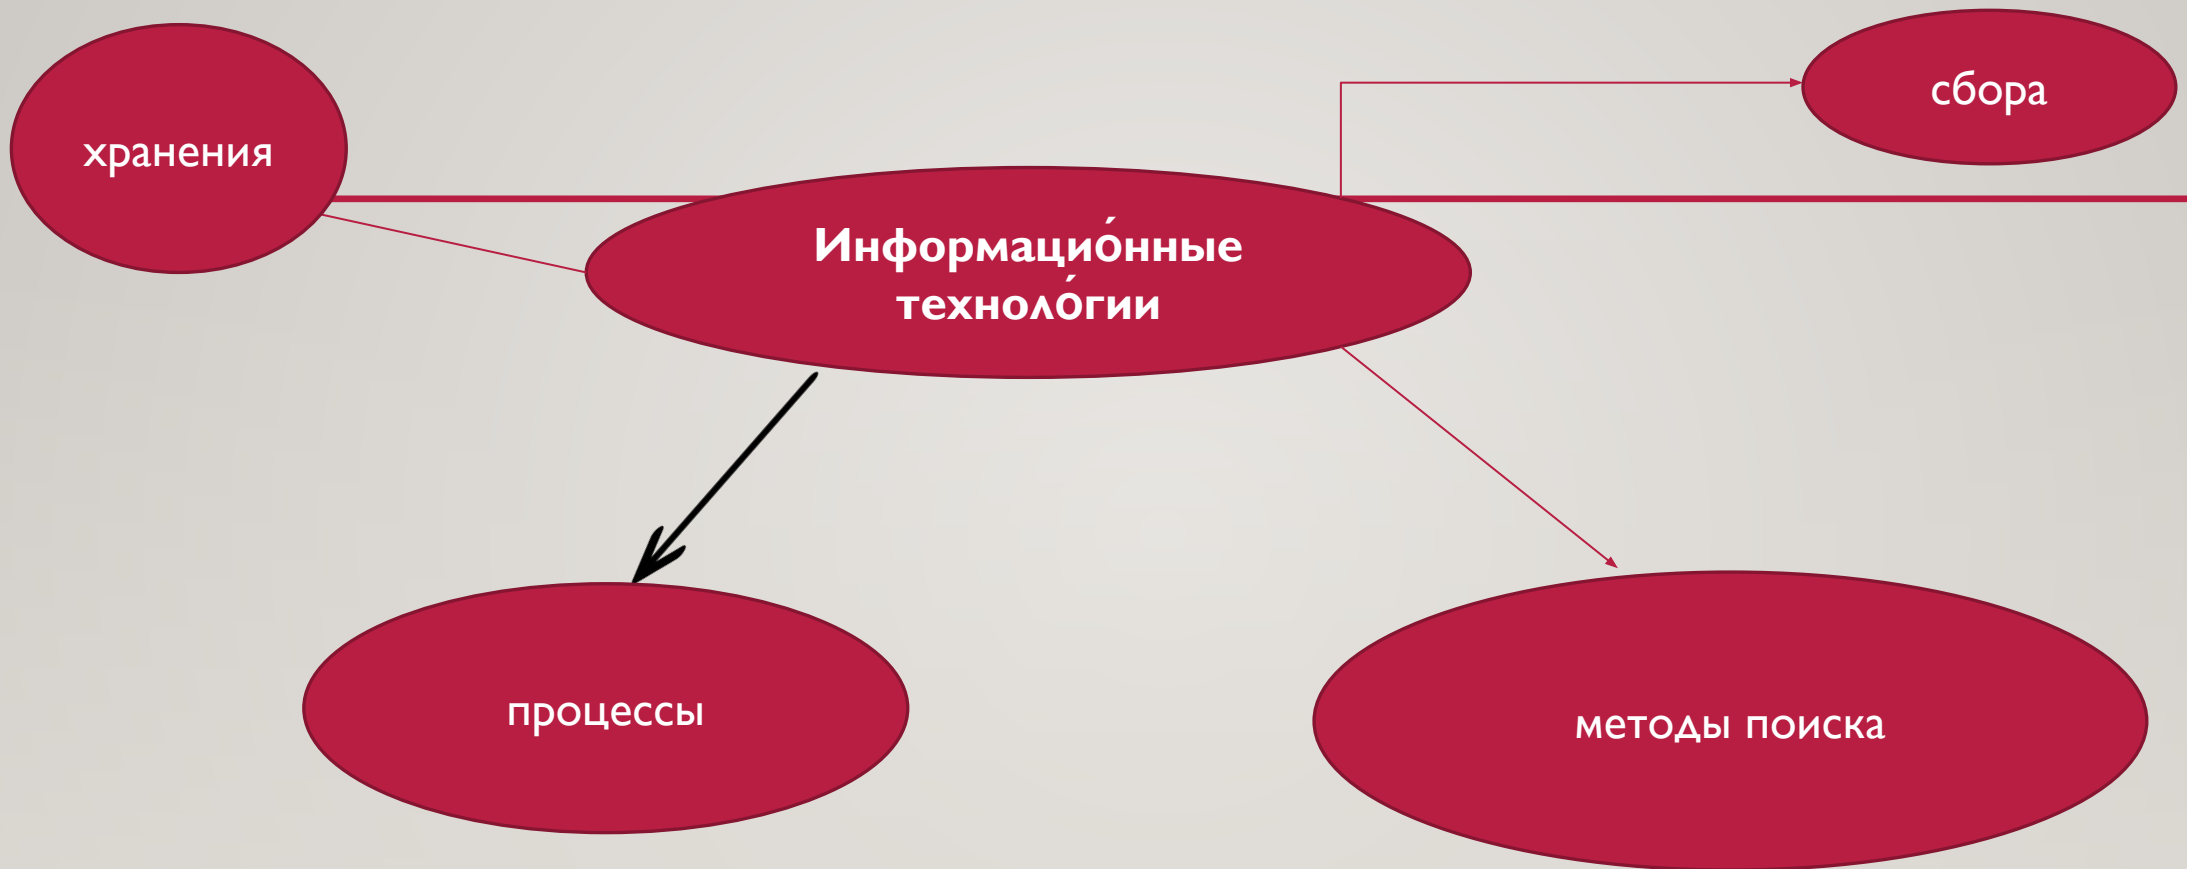 сбора
хранения
Информацио́нные
техноло́гии
процессы
методы поиска